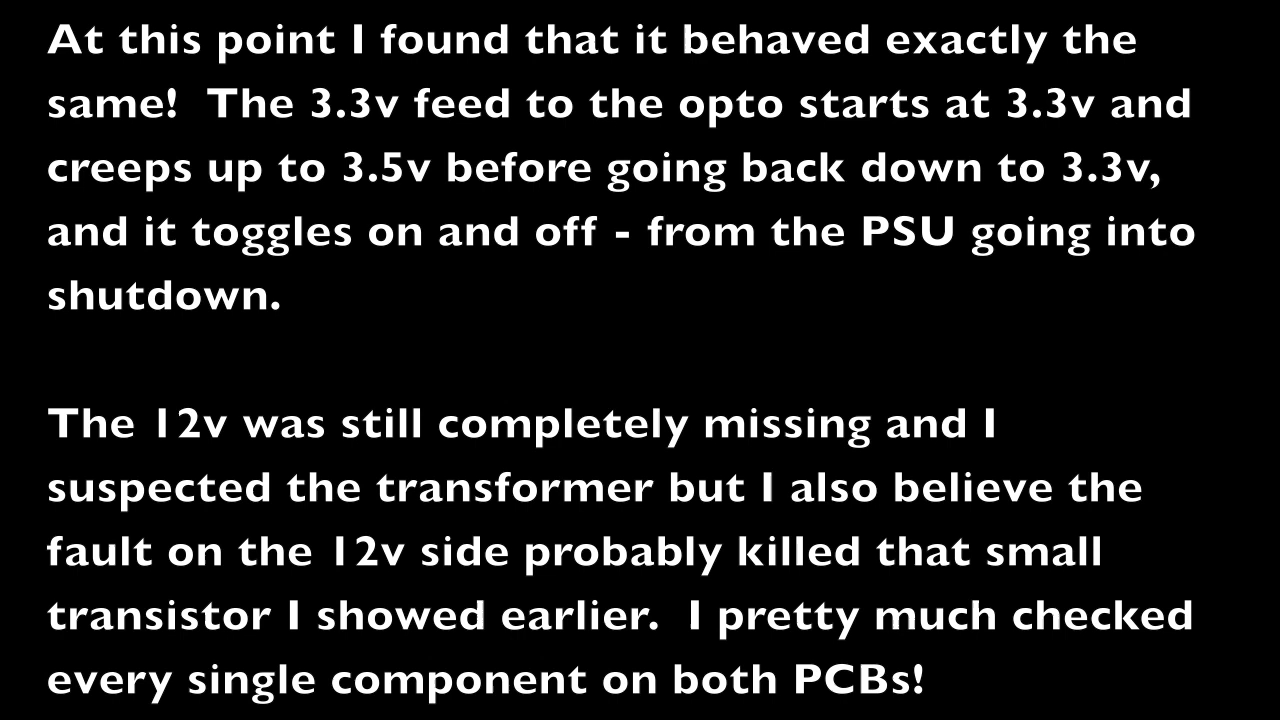 At this point I found that it behaved exactly the
same!  The 3.3v feed to the opto starts at 3.3v and
creeps up to 3.5v before going back down to 3.3v,
and it toggles on and off - from the PSU going into
shutdown.

The 12v was still completely missing and I
suspected the transformer but I also believe the
fault on the 12v side probably killed that small
transistor I showed earlier.  I pretty much checked
every single component on both PCBs!